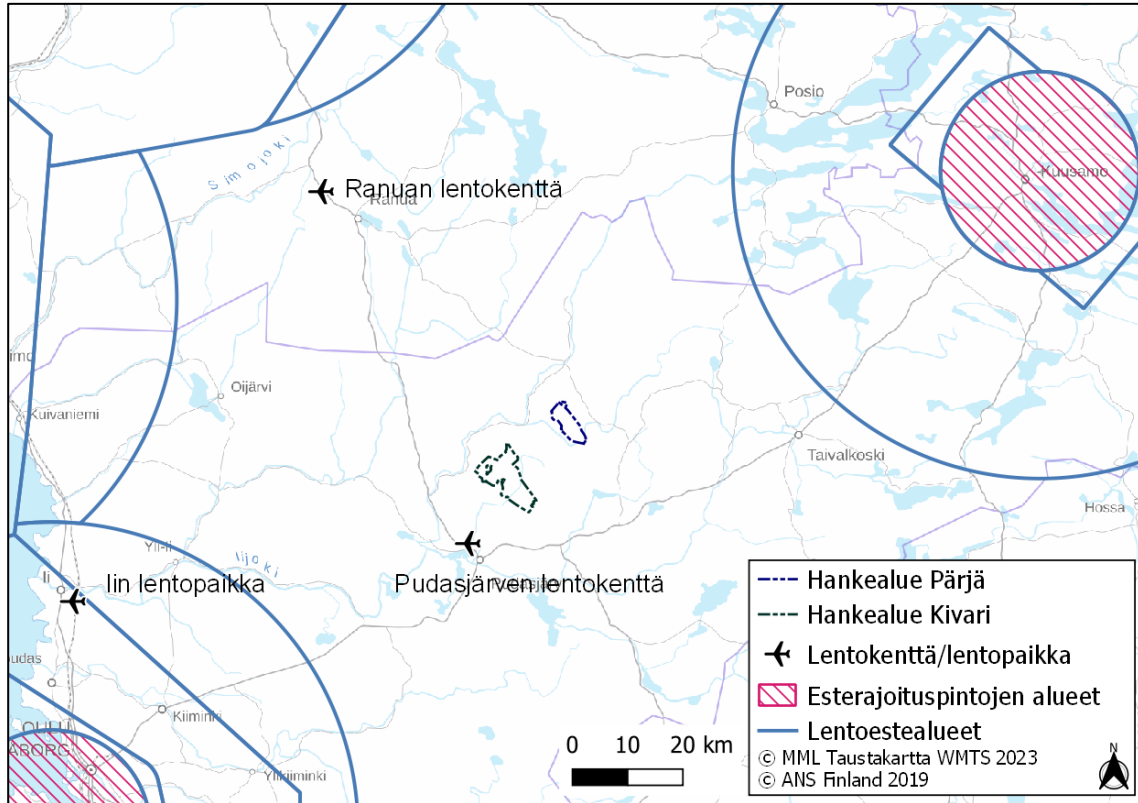 Posio
Simojoki
Kuusamo
Ranuan lentokenttä
Ranua
Oijärvi
Kuivaniemi
Taivalkoski
Hossa
Yli-Ii
Iijoki
Iin lentopaikka
Ii
Pudasjärven lentokenttä
Kiiminki
OULU
Ylikiiminki
Hankealue Pärjä
Hankealue Kivari
Lentokenttä/lentopaikka
Esterajoituspintojen alueet
Lentoestealueet
0 10 20 km
© MML Taustakartta WMTS 2023
© ANS Finland 2019
N